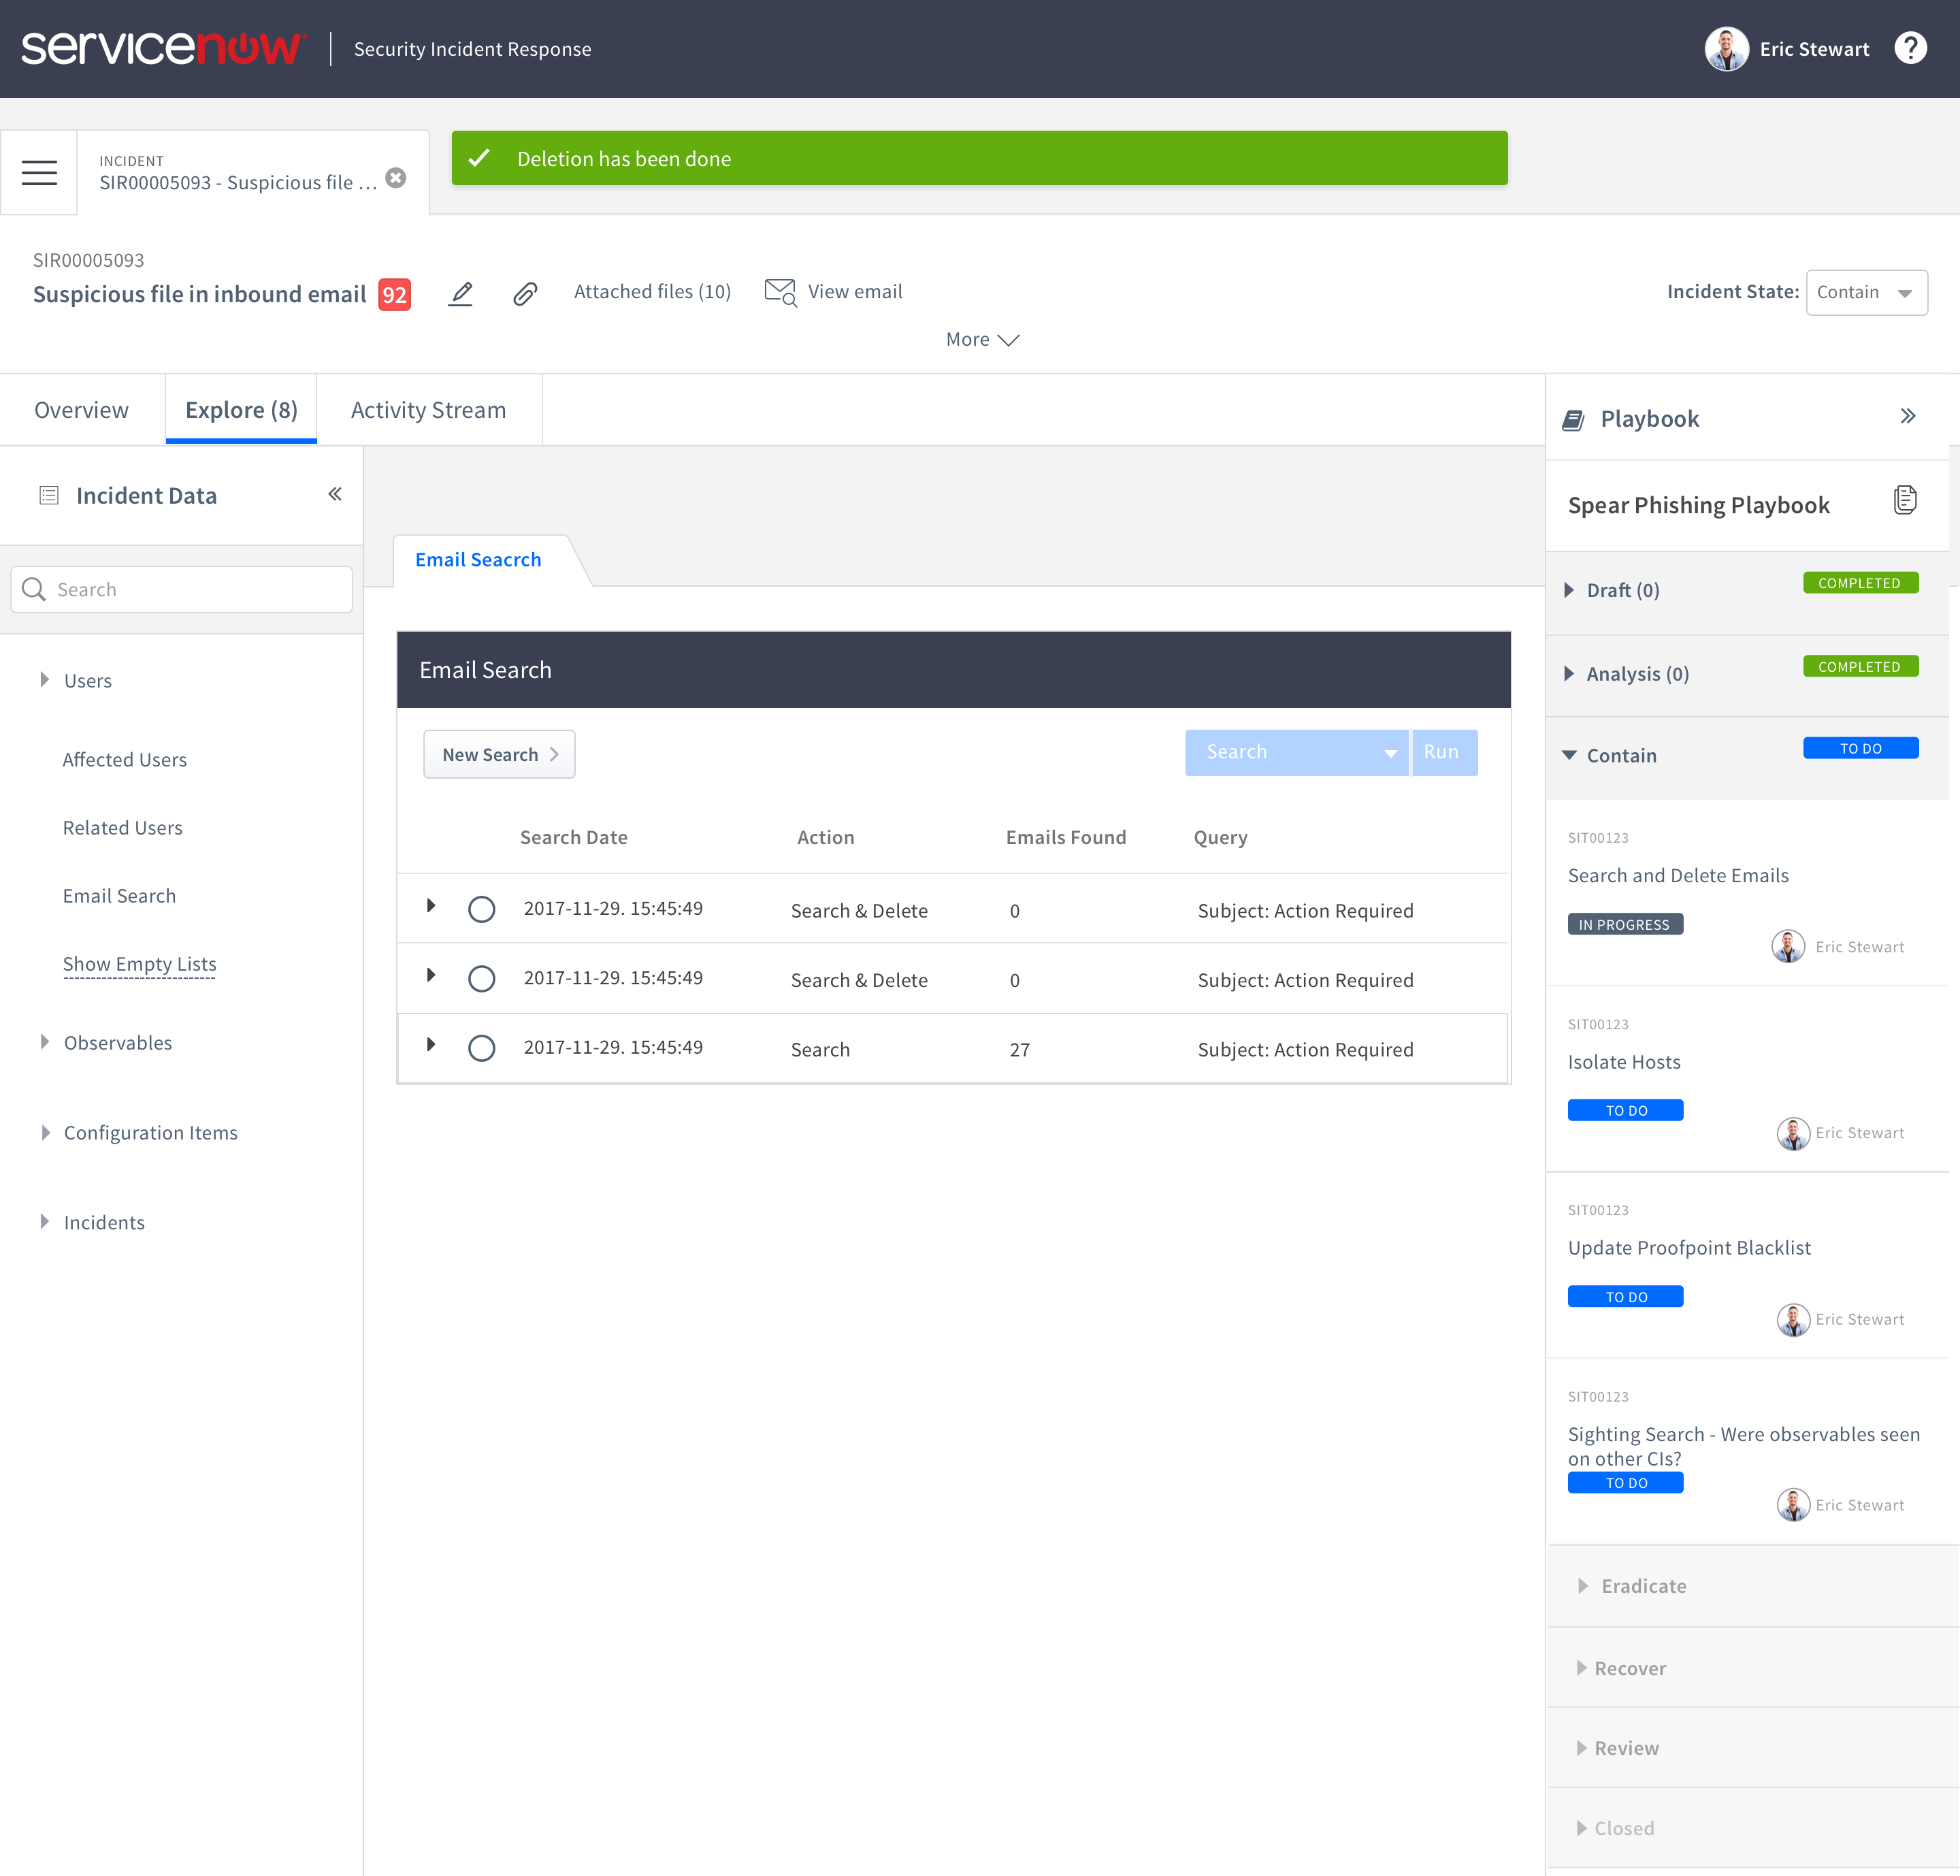 servicenow
Security Incident Response
Eric Stewart
?
INCIDENT
SIR00005093 - Suspicious file ...
Deletion has been done
SIR00005093
Suspicious file in inbound email 92
Attached files (10)
View email
Incident State:
Contain
More
Overview
Explore (8)
Activity Stream
Incident Data
Search
Users
Affected Users
Related Users
Email Search
Show Empty Lists
Observables
Configuration Items
Incidents
Email Seacrch
Email Search
New Search
Search
Run
Search Date Action Emails Found Query
2017-11-29. 15:45:49 Search & Delete 0 Subject: Action Required
2017-11-29. 15:45:49 Search & Delete 0 Subject: Action Required
2017-11-29. 15:45:49 Search 27 Subject: Action Required
Playbook
Spear Phishing Playbook
Draft (0)
COMPLETED
Analysis (0)
COMPLETED
Contain
TO DO
SIT00123
Search and Delete Emails
IN PROGRESS
Eric Stewart
SIT00123
Isolate Hosts
TO DO
Eric Stewart
SIT00123
Update Proofpoint Blacklist
TO DO
Eric Stewart
SIT00123
Sighting Search - Were observables seen
on other CIs?
TO DO
Eric Stewart
Eradicate
Recover
Review
Closed